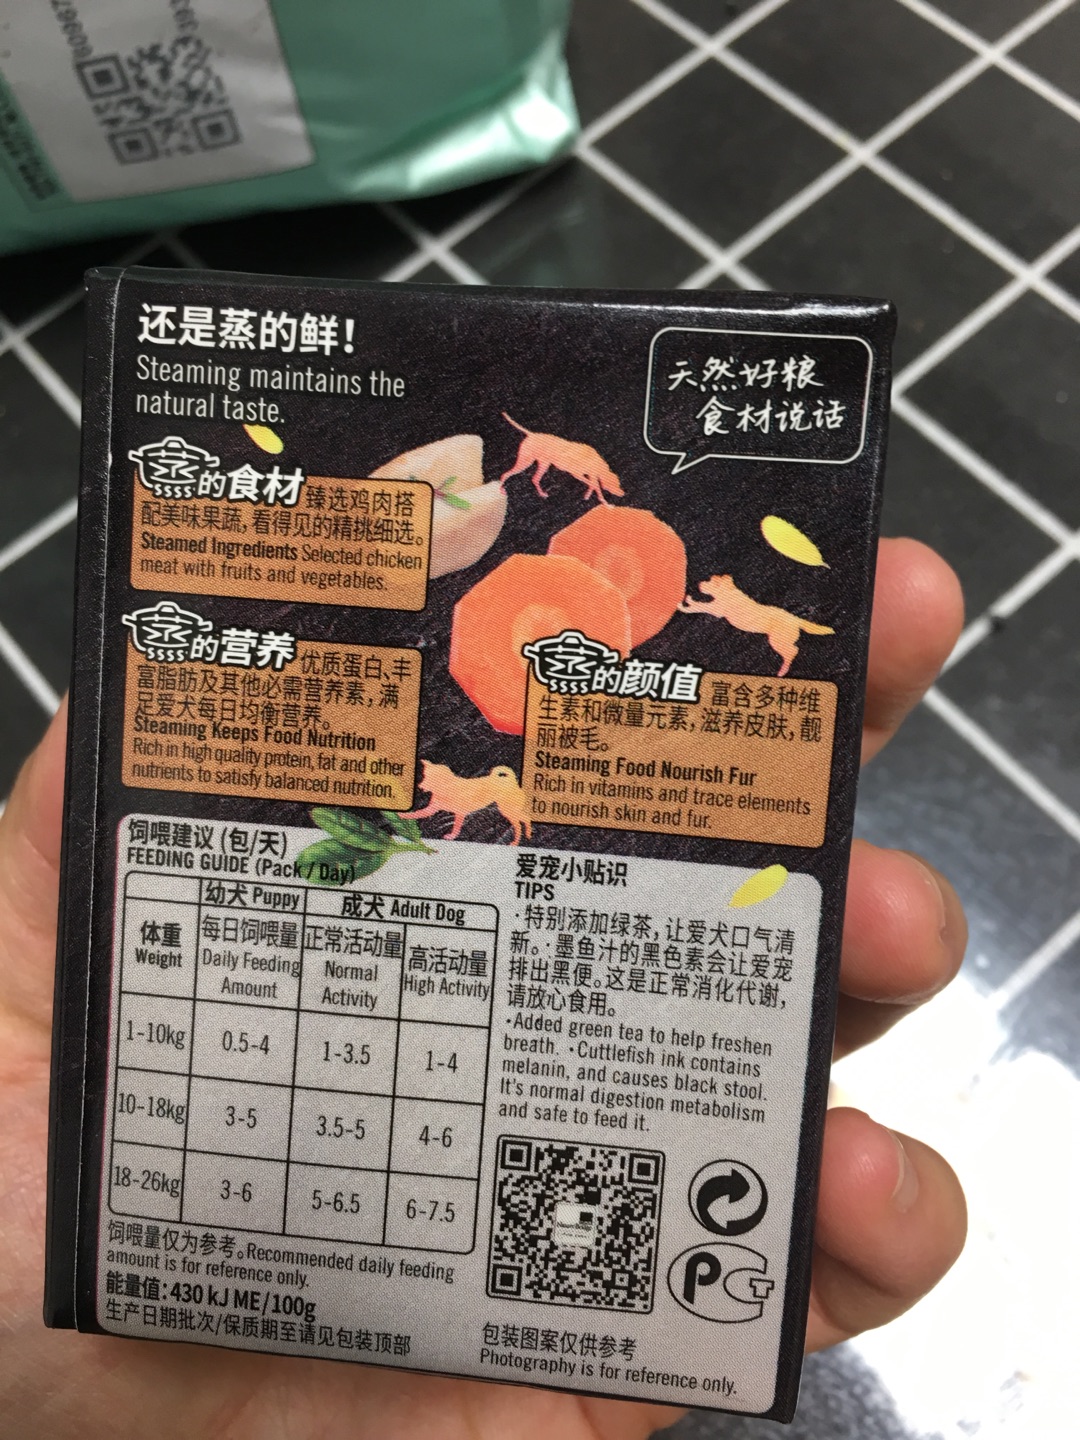 还是蒸的鲜！
Steaming maintains the
natural taste.
天然好粮
食材说话
蒸的食材 臻选鸡肉搭
配美味果蔬，看得见的精挑细选。
Steamed Ingredients Selected chicken
meat with fruits and vegetables.
蒸的营养 优质蛋白、丰
富脂肪及其他必需营养素，满
足爱犬每日均衡营养。
Steaming Keeps Food Nutrition
Rich in high quality protein, fat and other
nutrients to satisfy balanced nutrition.
蒸的颜值 富含多种维
生素和微量元素，滋养皮肤，靓
丽被毛。
Steaming Food Nourish Fur
Rich in vitamins and trace elements
to nourish skin and fur.
饲喂建议 (包/天)
FEEDING GUIDE (Pack / Day)
幼犬 Puppy 成犬 Adult Dog
体重 Weight
每日饲喂量 Daily Feeding Amount
正常活动量 Normal Activity
高活动量 High Activity
1-10kg 0.5-4 1-3.5 1-4
10-18kg 3-5 3.5-5 4-6
18-26kg 3-6 5-6.5 6-7.5
饲喂量仅为参考。Recommended daily feeding
amount is for reference only.
能量值：430 kJ ME/100g
生产日期批次/保质期至请见包装顶部
爱宠小贴识
TIPS
·特别添加绿茶，让爱犬口气清
新。·墨鱼汁的黑色素会让爱宠
排出黑便。这是正常消化代谢，
请放心食用。
·Added green tea to help freshen
breath. ·Cuttlefish ink contains
melanin, and causes black stool.
It's normal digestion metabolism
and safe to feed it.
包装图案仅供参考
Photography is for reference only.